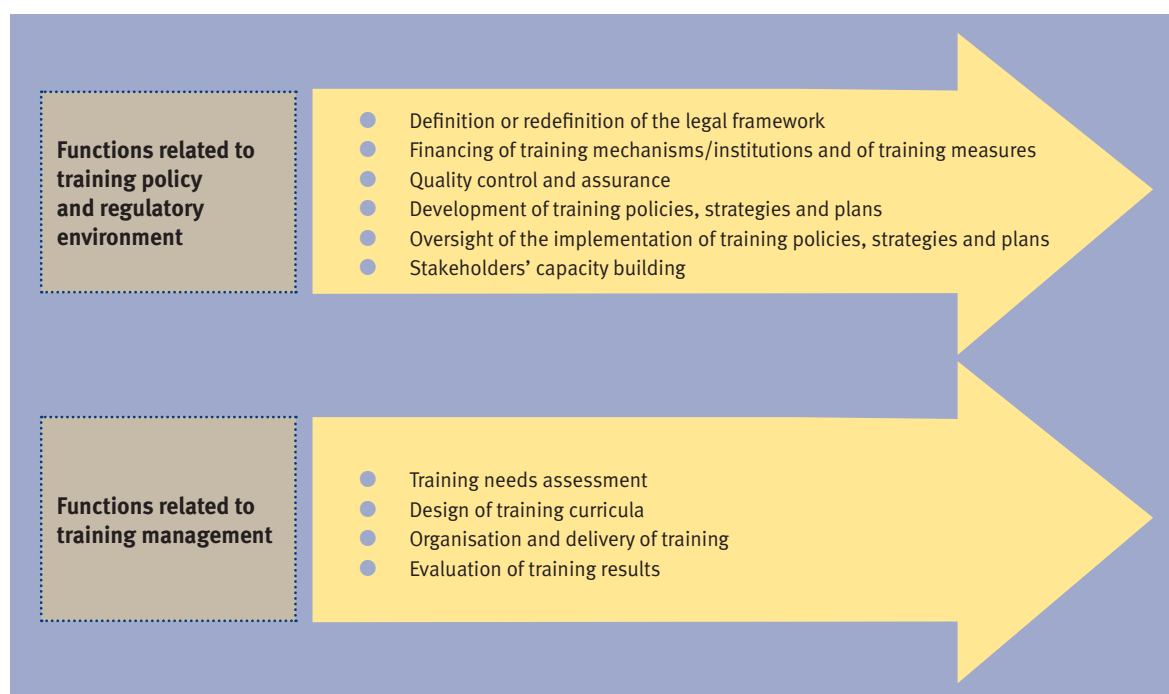 Functions related to
training policy
and regulatory
environment
Definition or redefinition of the legal framework
Financing of training mechanisms/institutions and of training measures
Quality control and assurance
Development of training policies, strategies and plans
Oversight of the implementation of training policies, strategies and plans
Stakeholders’ capacity building
Functions related to
training management
Training needs assessment
Design of training curricula
Organisation and delivery of training
Evaluation of training results